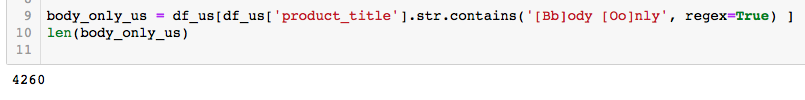 9 body_only_us = df_us[df_us['product_title'].str.contains('[Bb]ody [Oo]nly', regex=True) ]
10 len(body_only_us)
11
4260